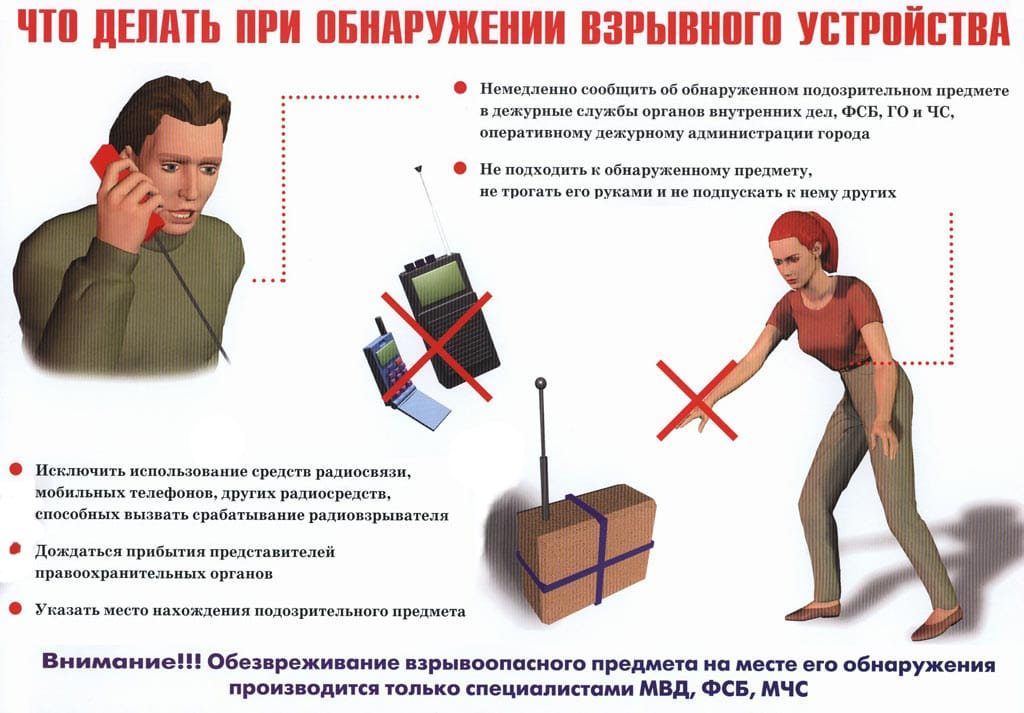 ЧТО ДЕЛАТЬ ПРИ ОБНАРУЖЕНИИ ВЗРЫВНОГО УСТРОЙСТВА
Немедленно сообщить об обнаруженном подозрительном предмете
в дежурные службы органов внутренних дел, ФСБ, ГО и ЧС,
оперативному дежурному администрации города
Не подходить к обнаруженному предмету,
не трогать его руками и не подпускать к нему других
Исключить использование средств радиосвязи,
мобильных телефонов, других радиосредств,
способных вызвать срабатывание радиовзрывателя
Дождаться прибытия представителей
правоохранительных органов
Указать место нахождения подозрительного предмета
Внимание!!! Обезвреживание взрывоопасного предмета на месте его обнаружения
производится только специалистами МВД, ФСБ, МЧС